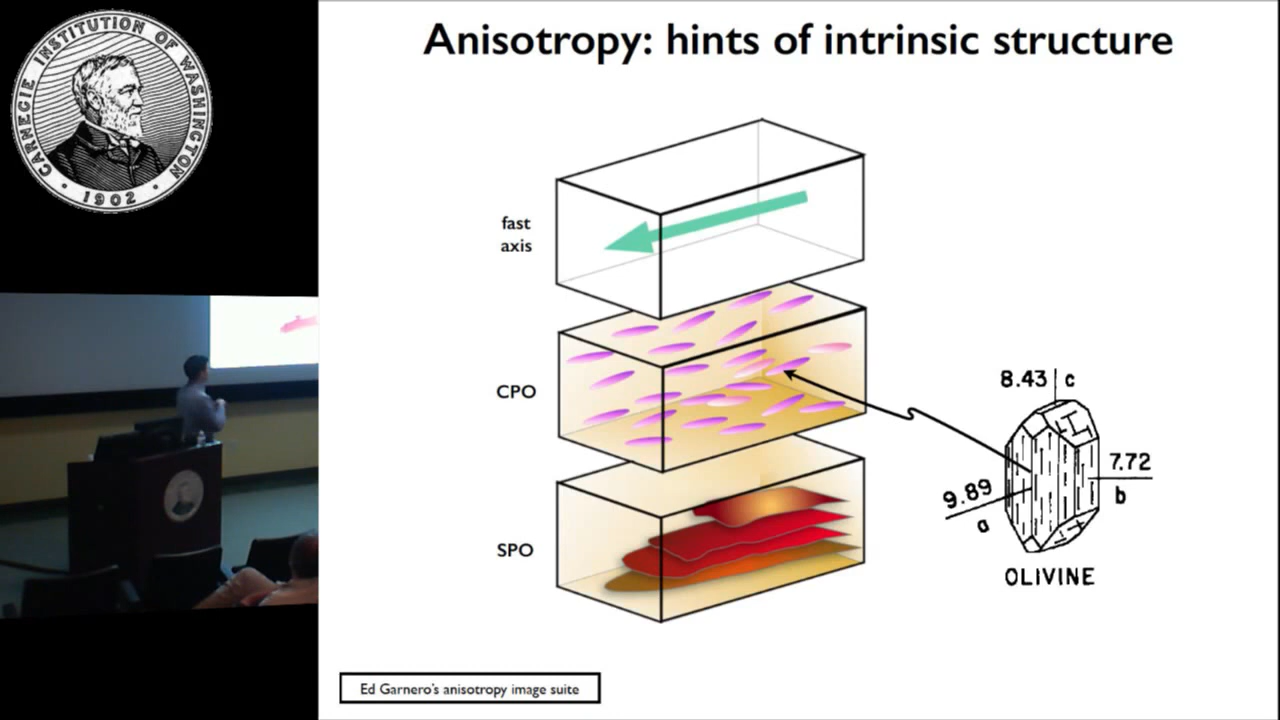 CARNEGIE INSTITUTION OF WASHINGTON
· 1902 ·
Anisotropy: hints of intrinsic structure
fast
axis
CPO
SPO
8.43 c
7.72
b
9.89
a
OLIVINE
Ed Garnero's anisotropy image suite